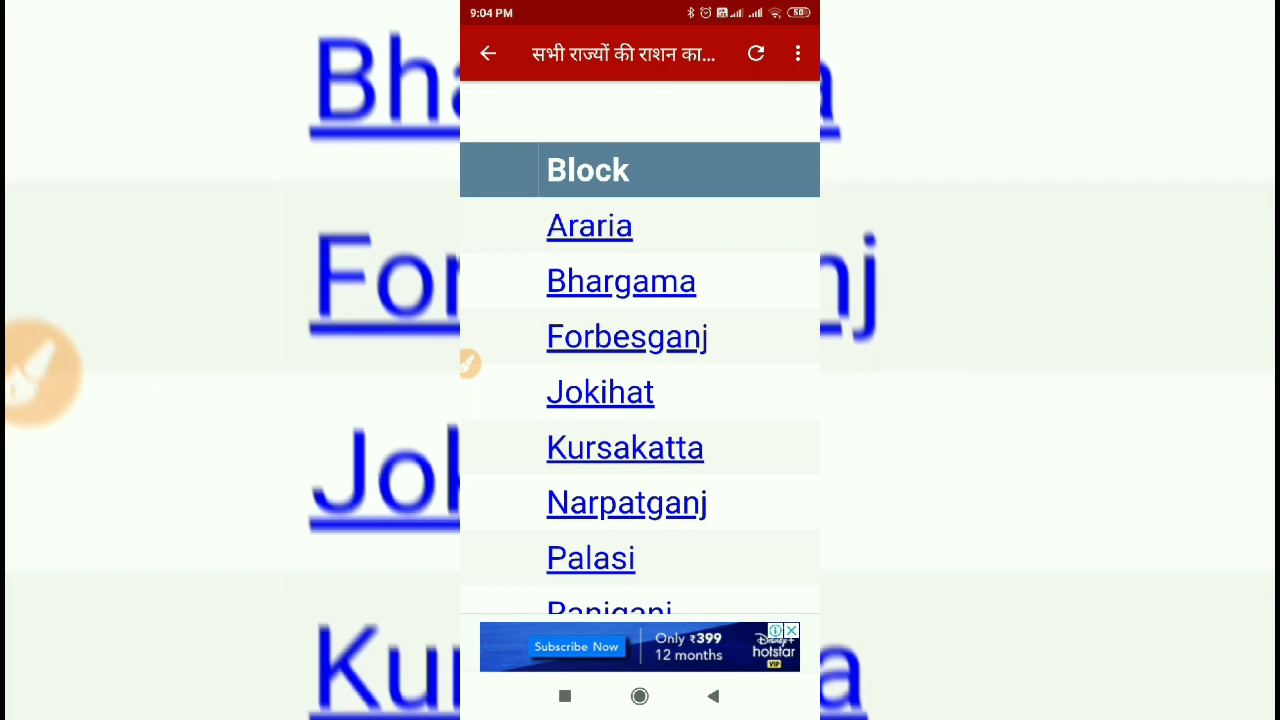 9:04 PM
50
सभी राज्यों की राशन का...
Block
Araria
Bhargama
Forbesganj
Jokihat
Kursakatta
Narpatganj
Palasi
Subscribe Now
Only ₹399
12 months
Disney+
hotstar
VIP